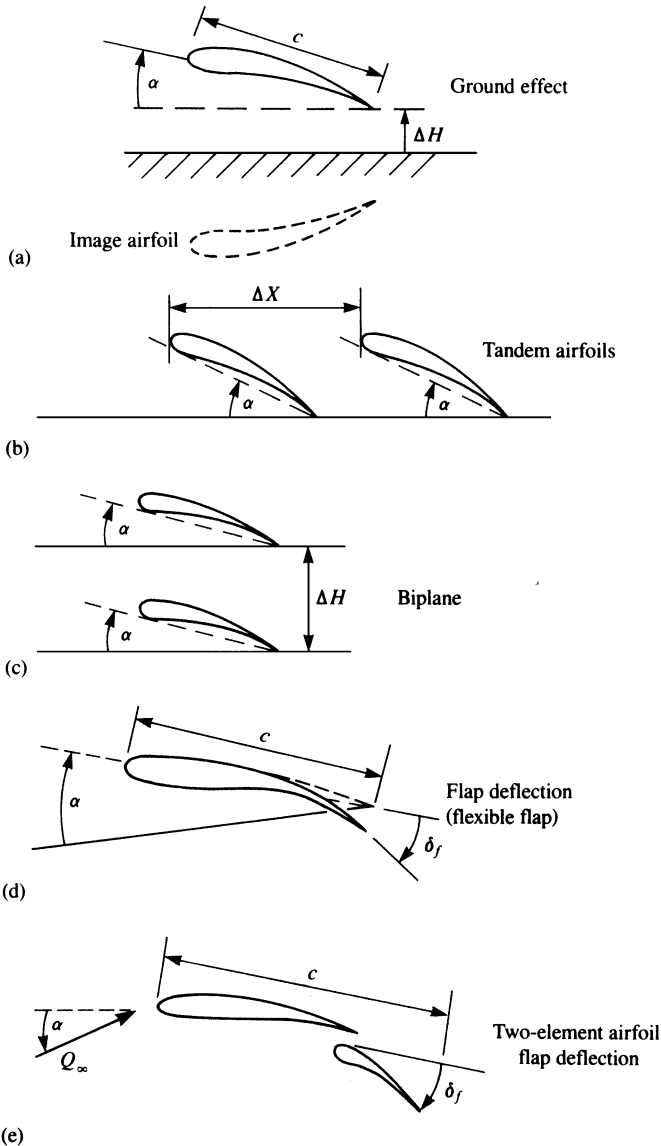 c
α
Ground effect
ΔH
Image airfoil
(a)
ΔX
Tandem airfoils
α
α
(b)
α
ΔH
Biplane
α
(c)
c
α
Flap deflection
(flexible flap)
δf
(d)
c
α
Q∞
Two-element airfoil
flap deflection
δf
(e)